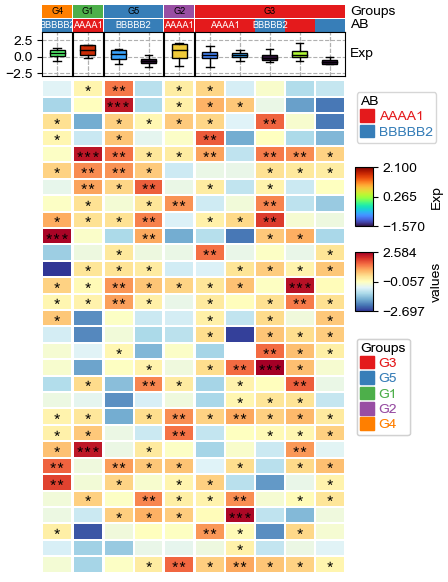 G4 G1 G5 G2 G3 Groups
BBBBB2 AAAA1 BBBBB2 AAAA1 AAAA1 BBBBB2 AB
2.5
0.0
−2.5
Exp
AB
AAAA1
BBBBB2
2.100
0.265
−1.570
Exp
2.584
−0.057
−2.697
values
Groups
G3
G5
G1
G2
G4